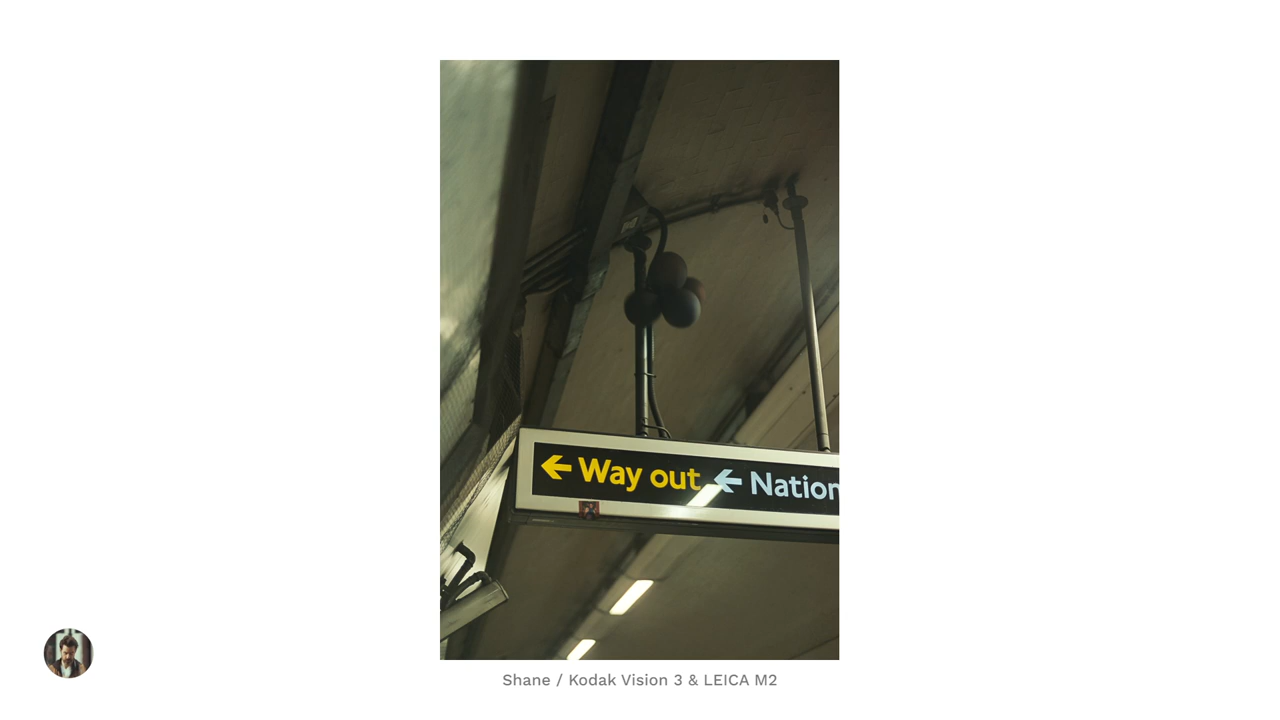 ← Way out ← Nation
Shane / Kodak Vision 3 & LEICA M2